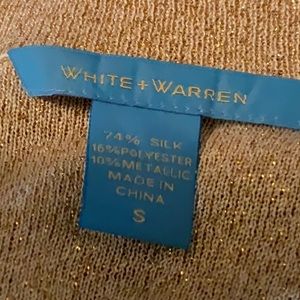 WHITE + WARREN
74% SILK
16% POLYESTER
10% METALLIC
MADE IN
CHINA
S